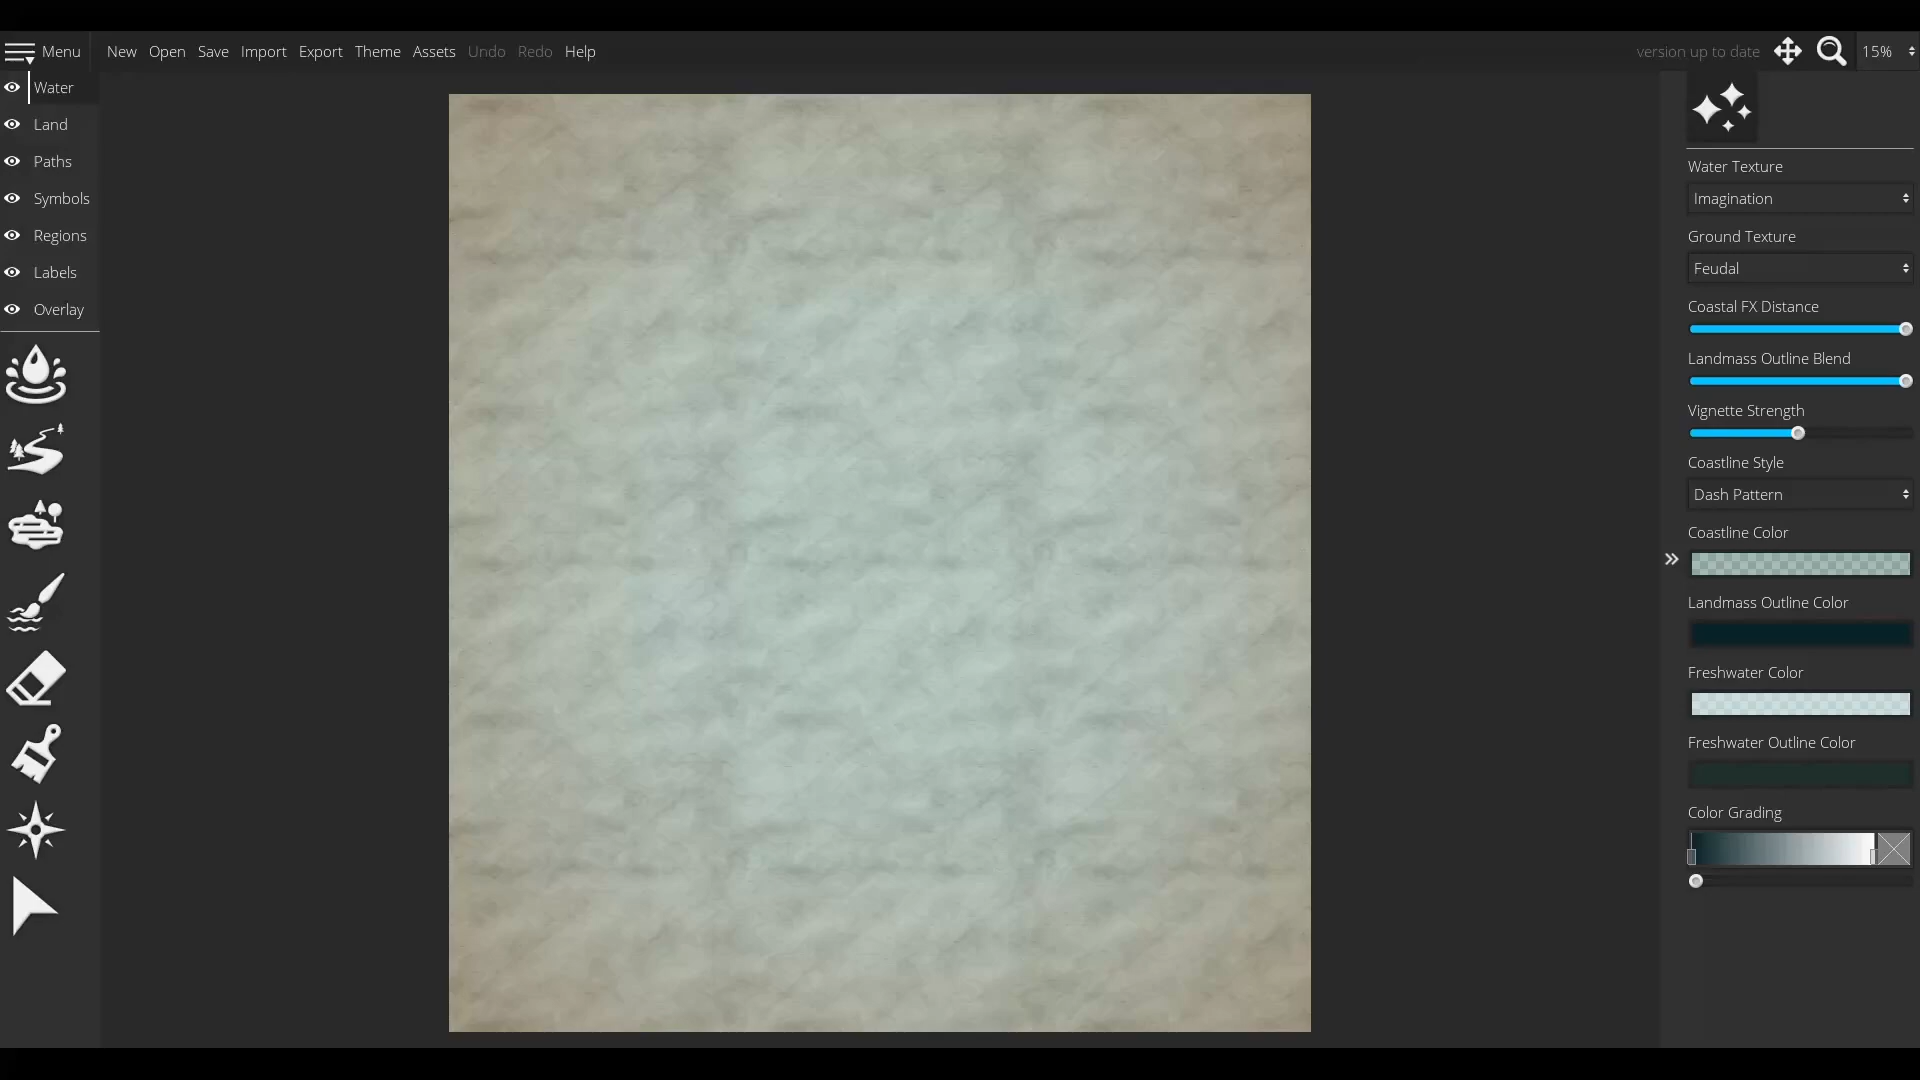 Menu New Open Save Import Export Theme Assets Undo Redo Help version up to date 15%
Water
Land
Paths
Symbols
Regions
Labels
Overlay
Water Texture
Imagination
Ground Texture
Feudal
Coastal FX Distance
Landmass Outline Blend
Vignette Strength
Coastline Style
Dash Pattern
Coastline Color
Landmass Outline Color
Freshwater Color
Freshwater Outline Color
Color Grading